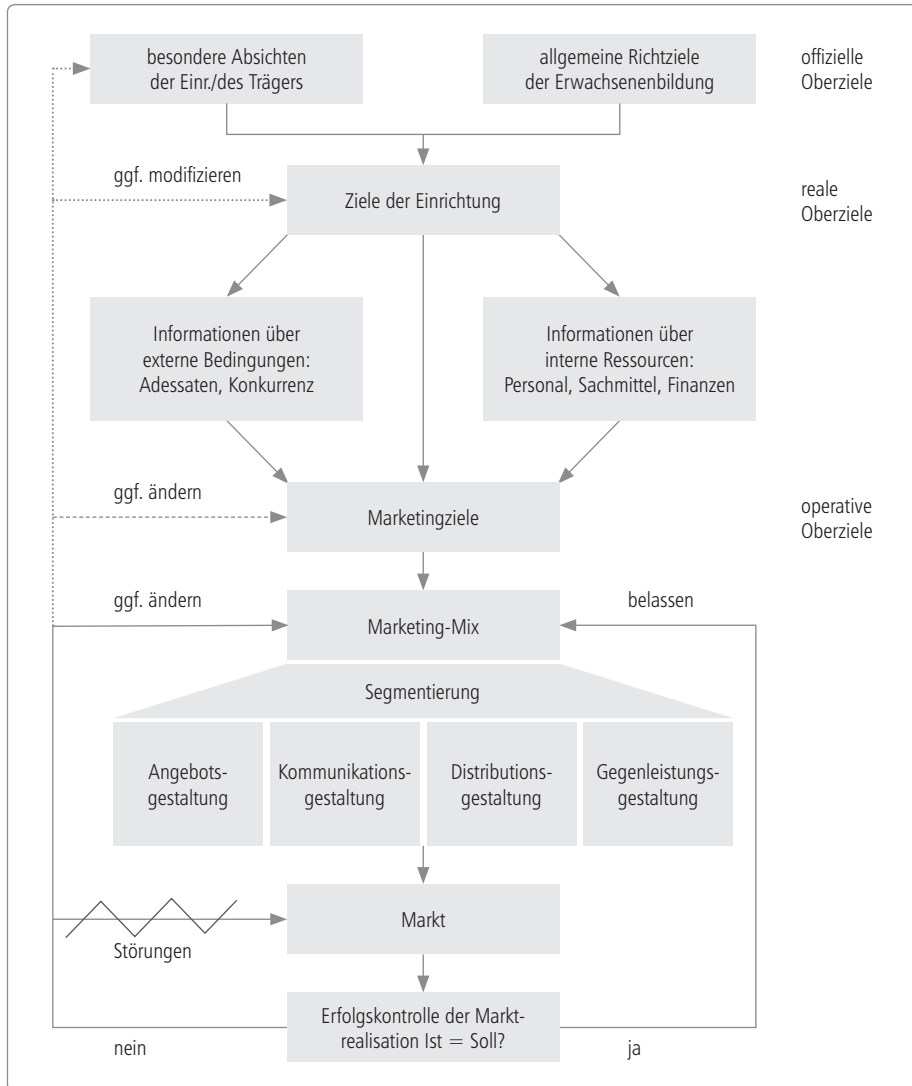 besondere Absichten
der Einr./des Trägers
allgemeine Richtziele
der Erwachsenenbildung
offizielle
Oberziele
ggf. modifizieren
Ziele der Einrichtung
reale
Oberziele
Informationen über
externe Bedingungen:
Adessaten, Konkurrenz
Informationen über
interne Ressourcen:
Personal, Sachmittel, Finanzen
ggf. ändern
Marketingziele
operative
Oberziele
ggf. ändern
Marketing-Mix
belassen
Segmentierung
Angebots-
gestaltung
Kommunikations-
gestaltung
Distributions-
gestaltung
Gegenleistungs-
gestaltung
Markt
Störungen
Erfolgskontrolle der Markt-
realisation Ist = Soll?
nein
ja